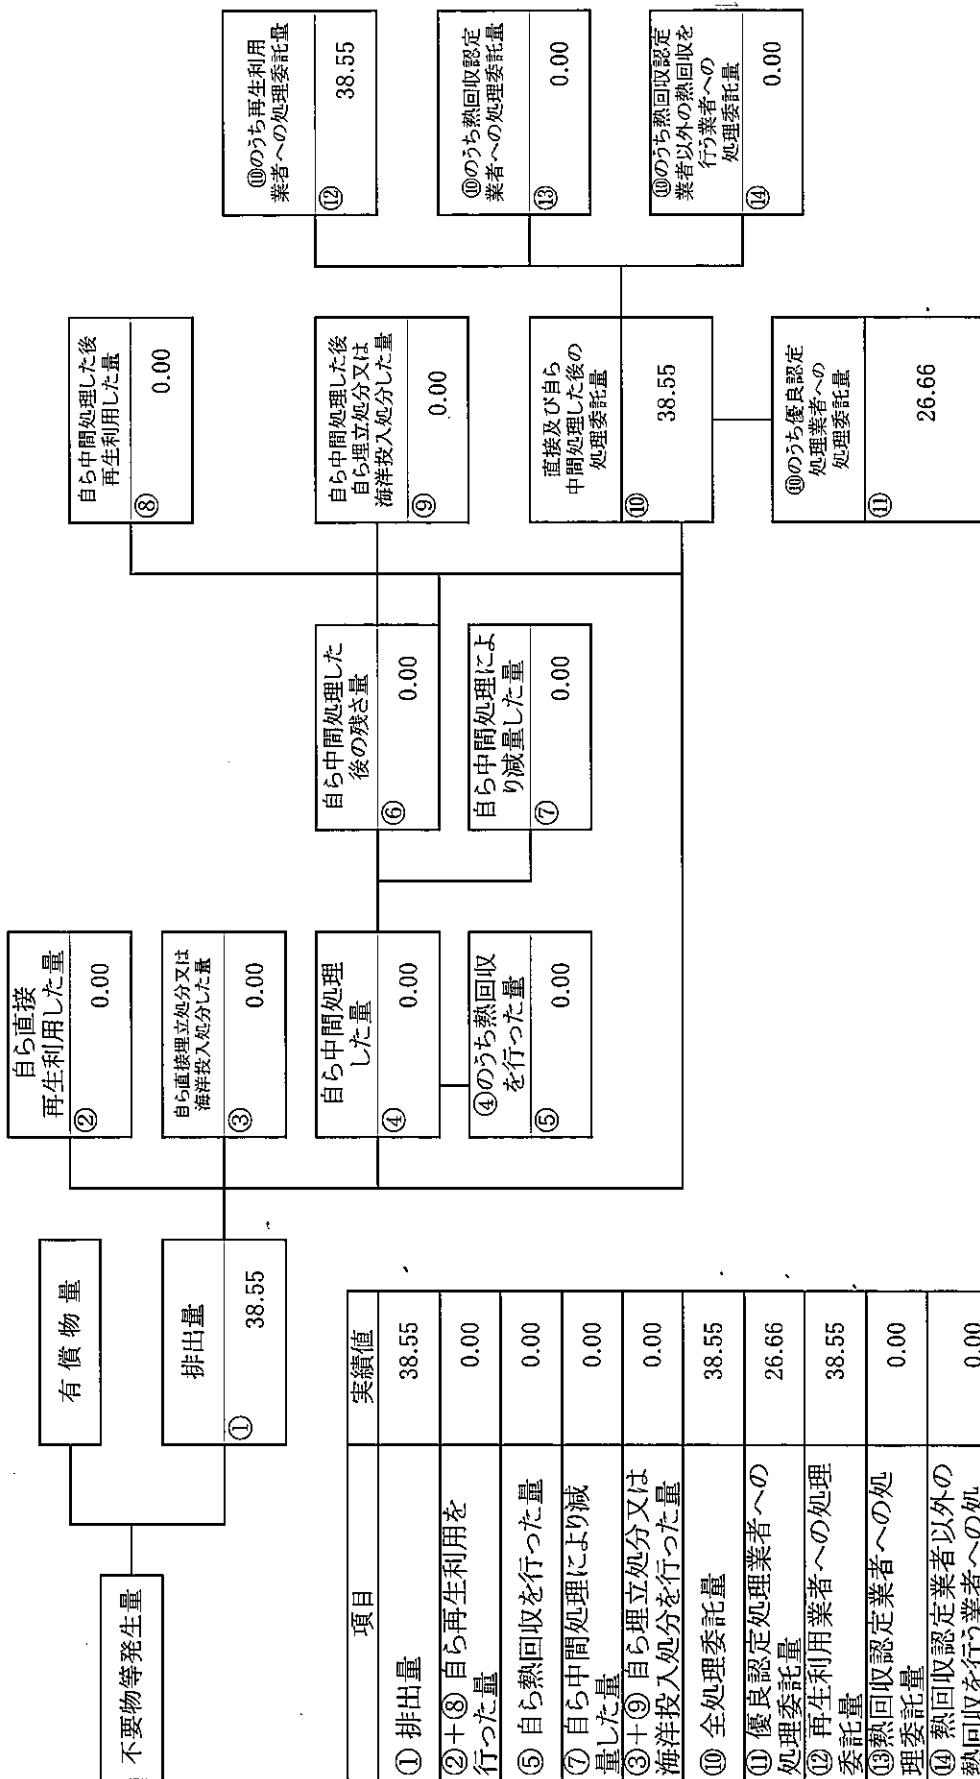 不要物等発生量
有償物量
排出量
①
38.55
自ら直接
再生利用した量
②
0.00
自ら直接埋立処分又は
海洋投入処分した量
③
0.00
自ら中間処理
した量
④
0.00
④のうち熱回収
を行った量
⑤
0.00
自ら中間処理した
後の残さ量
⑥
0.00
自ら中間処理によ
り減量した量
⑦
0.00
自ら中間処理した後
再生利用した量
⑧
0.00
自ら中間処理した後
自ら埋立処分又は
海洋投入処分した量
⑨
0.00
直接及び自ら
中間処理した後の
処理委託量
⑩
38.55
⑩のうち優良認定
処理業者への
処理委託量
⑪
26.66
⑩のうち再生利用
業者への処理委託量
⑫
38.55
⑩のうち熱回収認定
業者への処理委託量
⑬
0.00
⑩のうち熱回収認定
業者以外の熱回収を
行う業者への
処理委託量
⑭
0.00
項目 実績値
① 排出量 38.55
②+⑧ 自ら再生利用を
行った量 0.00
⑤ 自ら熱回収を行った量 0.00
⑦ 自ら中間処理により減
量した量 0.00
③+⑨ 自ら埋立処分又は
海洋投入処分を行った量 0.00
⑩ 全処理委託量 38.55
⑪ 優良認定処理業者への
処理委託量 26.66
⑫ 再生利用業者への処理
委託量 38.55
⑬熱回収認定業者への処
理委託量 0.00
⑭ 熱回収認定業者以外の
熱回収を行う業者への処 0.00